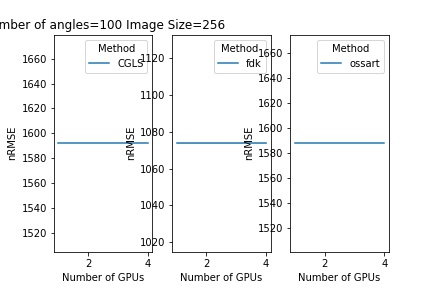 mber of angles=100 Image Size=256
Method
CGLS
1660
1640
1620
1600
1580
1560
1540
1520
nRMSE
2
4
Number of GPUs
Method
fdk
1120
1100
1080
1060
1040
1020
nRMSE
2
4
Number of GPUs
Method
ossart
1660
1640
1620
1600
1580
1560
1540
1520
nRMSE
2
4
Number of GPUs